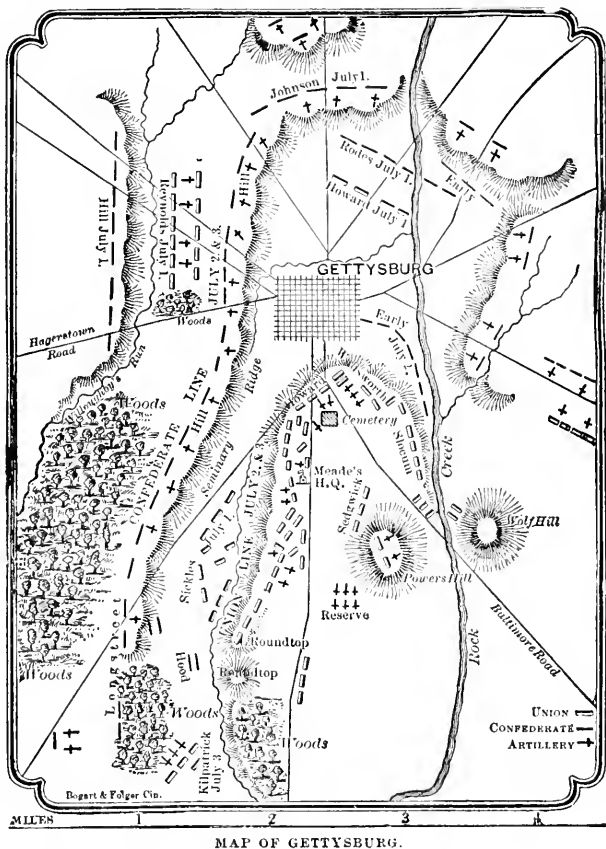 Johnson July 1.
Rodes July 1.
Early
Howard July 1
Hill
Reynolds July 1
Hill July 1.
JULY 2. & 3.
GETTYSBURG
Woods
Hagerstown
Road
Willoughby's Run
Early
July 2.
Woods
CONFEDERATE LINE
Hill
Seminary Ridge
Howard
Wadsworth
Slocum
Cemetery
Meade's
H.Q.
Sedgwick
Creek
Wolf Hill
Powers Hill
Sickles
July 1.
UNION LINE JULY 2. & 3.
Reserve
Roundtop
Roundtop
Hood
Rock
Baltimore Road
Woods
Longstreet
Woods
Woods
Kilpatrick
July 3
UNION
CONFEDERATE
ARTILLERY
Bogart & Folger Cin.
MILES 1 2 3 4
MAP OF GETTYSBURG.